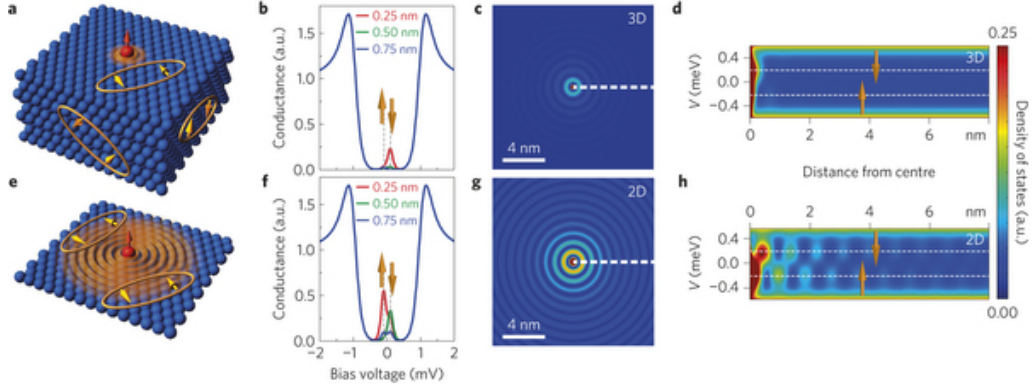 a
b
Conductance (a.u.)
1.5
1.0
0.5
0.0
0.25 nm
0.50 nm
0.75 nm
c
3D
4 nm
d
V (meV)
0.4
0.0
−0.4
3D
0
2
4
6
nm
Distance from centre
0.25
Density of states (a.u.)
0.00
e
f
Conductance (a.u.)
1.5
1.0
0.5
0.0
0.25 nm
0.50 nm
0.75 nm
−2
−1
0
1
2
Bias voltage (mV)
g
2D
4 nm
h
0
2
4
6
nm
V (meV)
0.4
0.0
−0.4
2D